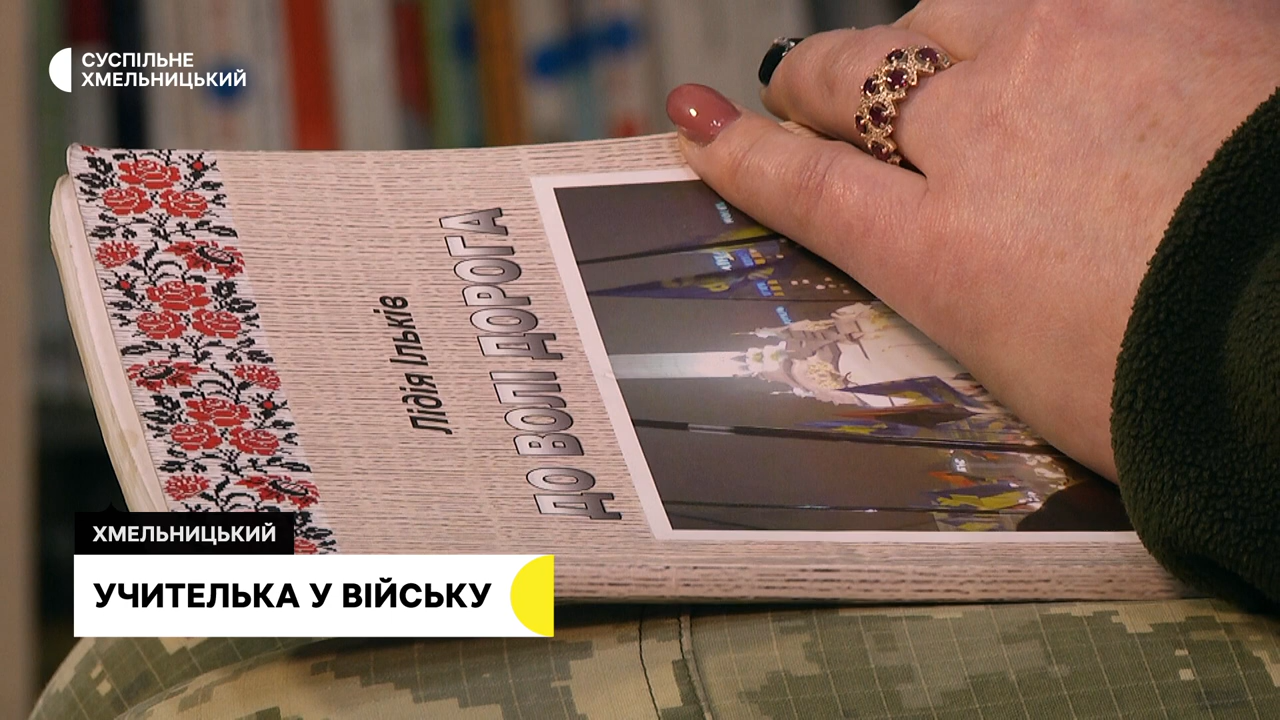 СУСПІЛЬНЕ
ХМЕЛЬНИЦЬКИЙ
Лідія Ільків
ДО ВОЛІ ДОРОГА
ХМЕЛЬНИЦЬКИЙ
УЧИТЕЛЬКА У ВІЙСЬКУ